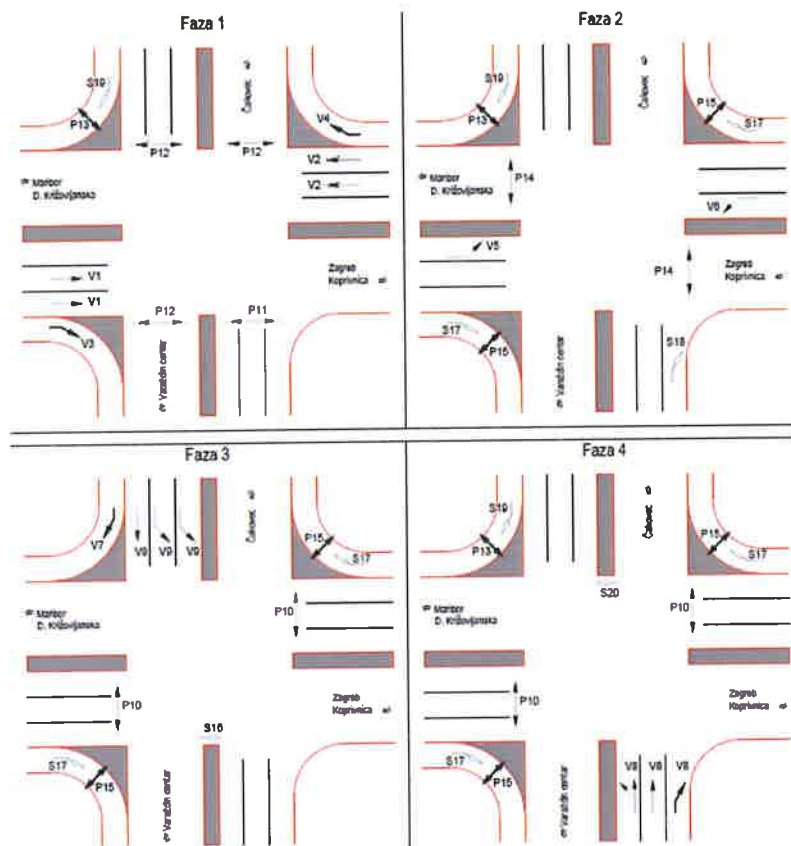 Faza 1
S19
P13
P12
Čakovec
P12
V4
V2
V2
Maribor
D. Križovijanska
V1
V1
Zagreb
Koprivnica
V3
P12
P11
Varaždin centar
Faza 2
S19
P13
Čakovec
P15
S17
P14
Maribor
D. Križovijanska
V6
V5
P14
Zagreb
Koprivnica
S17
P15
S18
Varaždin centar
Faza 3
V7
V9
V9
V9
Čakovec
P15
S17
Maribor
D. Križovijanska
P10
P10
Zagreb
Koprivnica
S16
S17
P15
Varaždin centar
Faza 4
S19
P13
Čakovec
P15
S17
S20
Maribor
D. Križovijanska
P10
P10
Zagreb
Koprivnica
S17
P15
V8
V8
V8
Varaždin centar